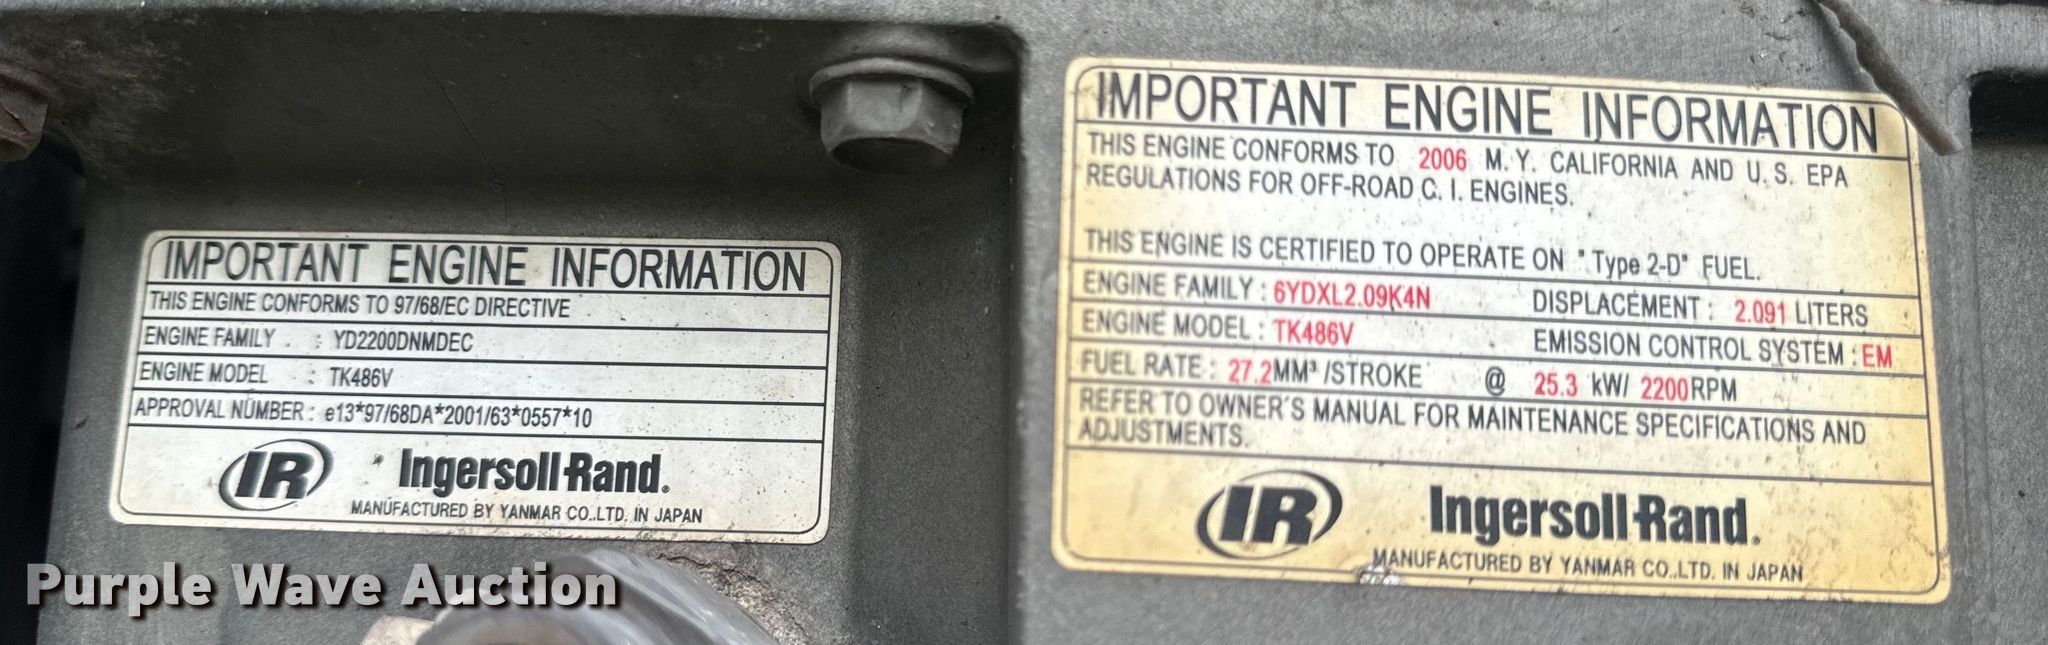 IMPORTANT ENGINE INFORMATION
THIS ENGINE CONFORMS TO 97/68/EC DIRECTIVE
ENGINE FAMILY . : YD2200DNMDEC
ENGINE MODEL : TK486V
APPROVAL NUMBER : e13*97/68DA*2001/63*0557*10
IR Ingersoll Rand®
MANUFACTURED BY YANMAR CO.,LTD. IN JAPAN
IMPORTANT ENGINE INFORMATION
THIS ENGINE CONFORMS TO 2006 M.Y. CALIFORNIA AND U.S. EPA
REGULATIONS FOR OFF-ROAD C.I. ENGINES.
THIS ENGINE IS CERTIFIED TO OPERATE ON "Type 2-D" FUEL.
ENGINE FAMILY : 6YDXL2.09K4N DISPLACEMENT : 2.091 LITERS
ENGINE MODEL : TK486V EMISSION CONTROL SYSTEM : EM
FUEL RATE : 27.2MM³/STROKE @ 25.3 kW/ 2200RPM
REFER TO OWNER'S MANUAL FOR MAINTENANCE SPECIFICATIONS AND
ADJUSTMENTS.
IR Ingersoll Rand®
MANUFACTURED BY YANMAR CO.,LTD. IN JAPAN
Purple Wave Auction